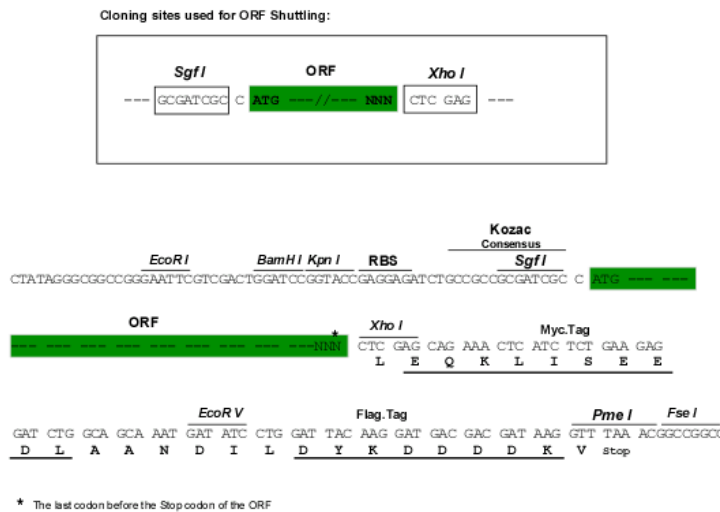 Cloning sites used for ORF Shuttling:
Sgf I ORF Xho I
--- GCGATCGC C ATG ---//--- NNN CTC GAG ---
Kozac
Consensus
EcoR I BamH I Kpn I RBS Sgf I
CTATAGGGCGGCCGGGAATTCGTCGACTGGATCCGGTACCGAGGAGATCTGCCGCCGCGATCGC C ATG --- ---
ORF * Xho I Myc.Tag
--- --- --- --- --- --- --- --- ---NNN CTC GAG CAG AAA CTC ATC TCT GAA GAG
L E Q K L I S E E
EcoR V Flag.Tag Pme I Fse I
GAT CTG GCA GCA AAT GAT ATC CTG GAT TAC AAG GAT GAC GAC GAT AAG GTT TAA ACGGCCGGCC
D L A A N D I L D Y K D D D D K V Stop
* The last codon before the Stop codon of the ORF